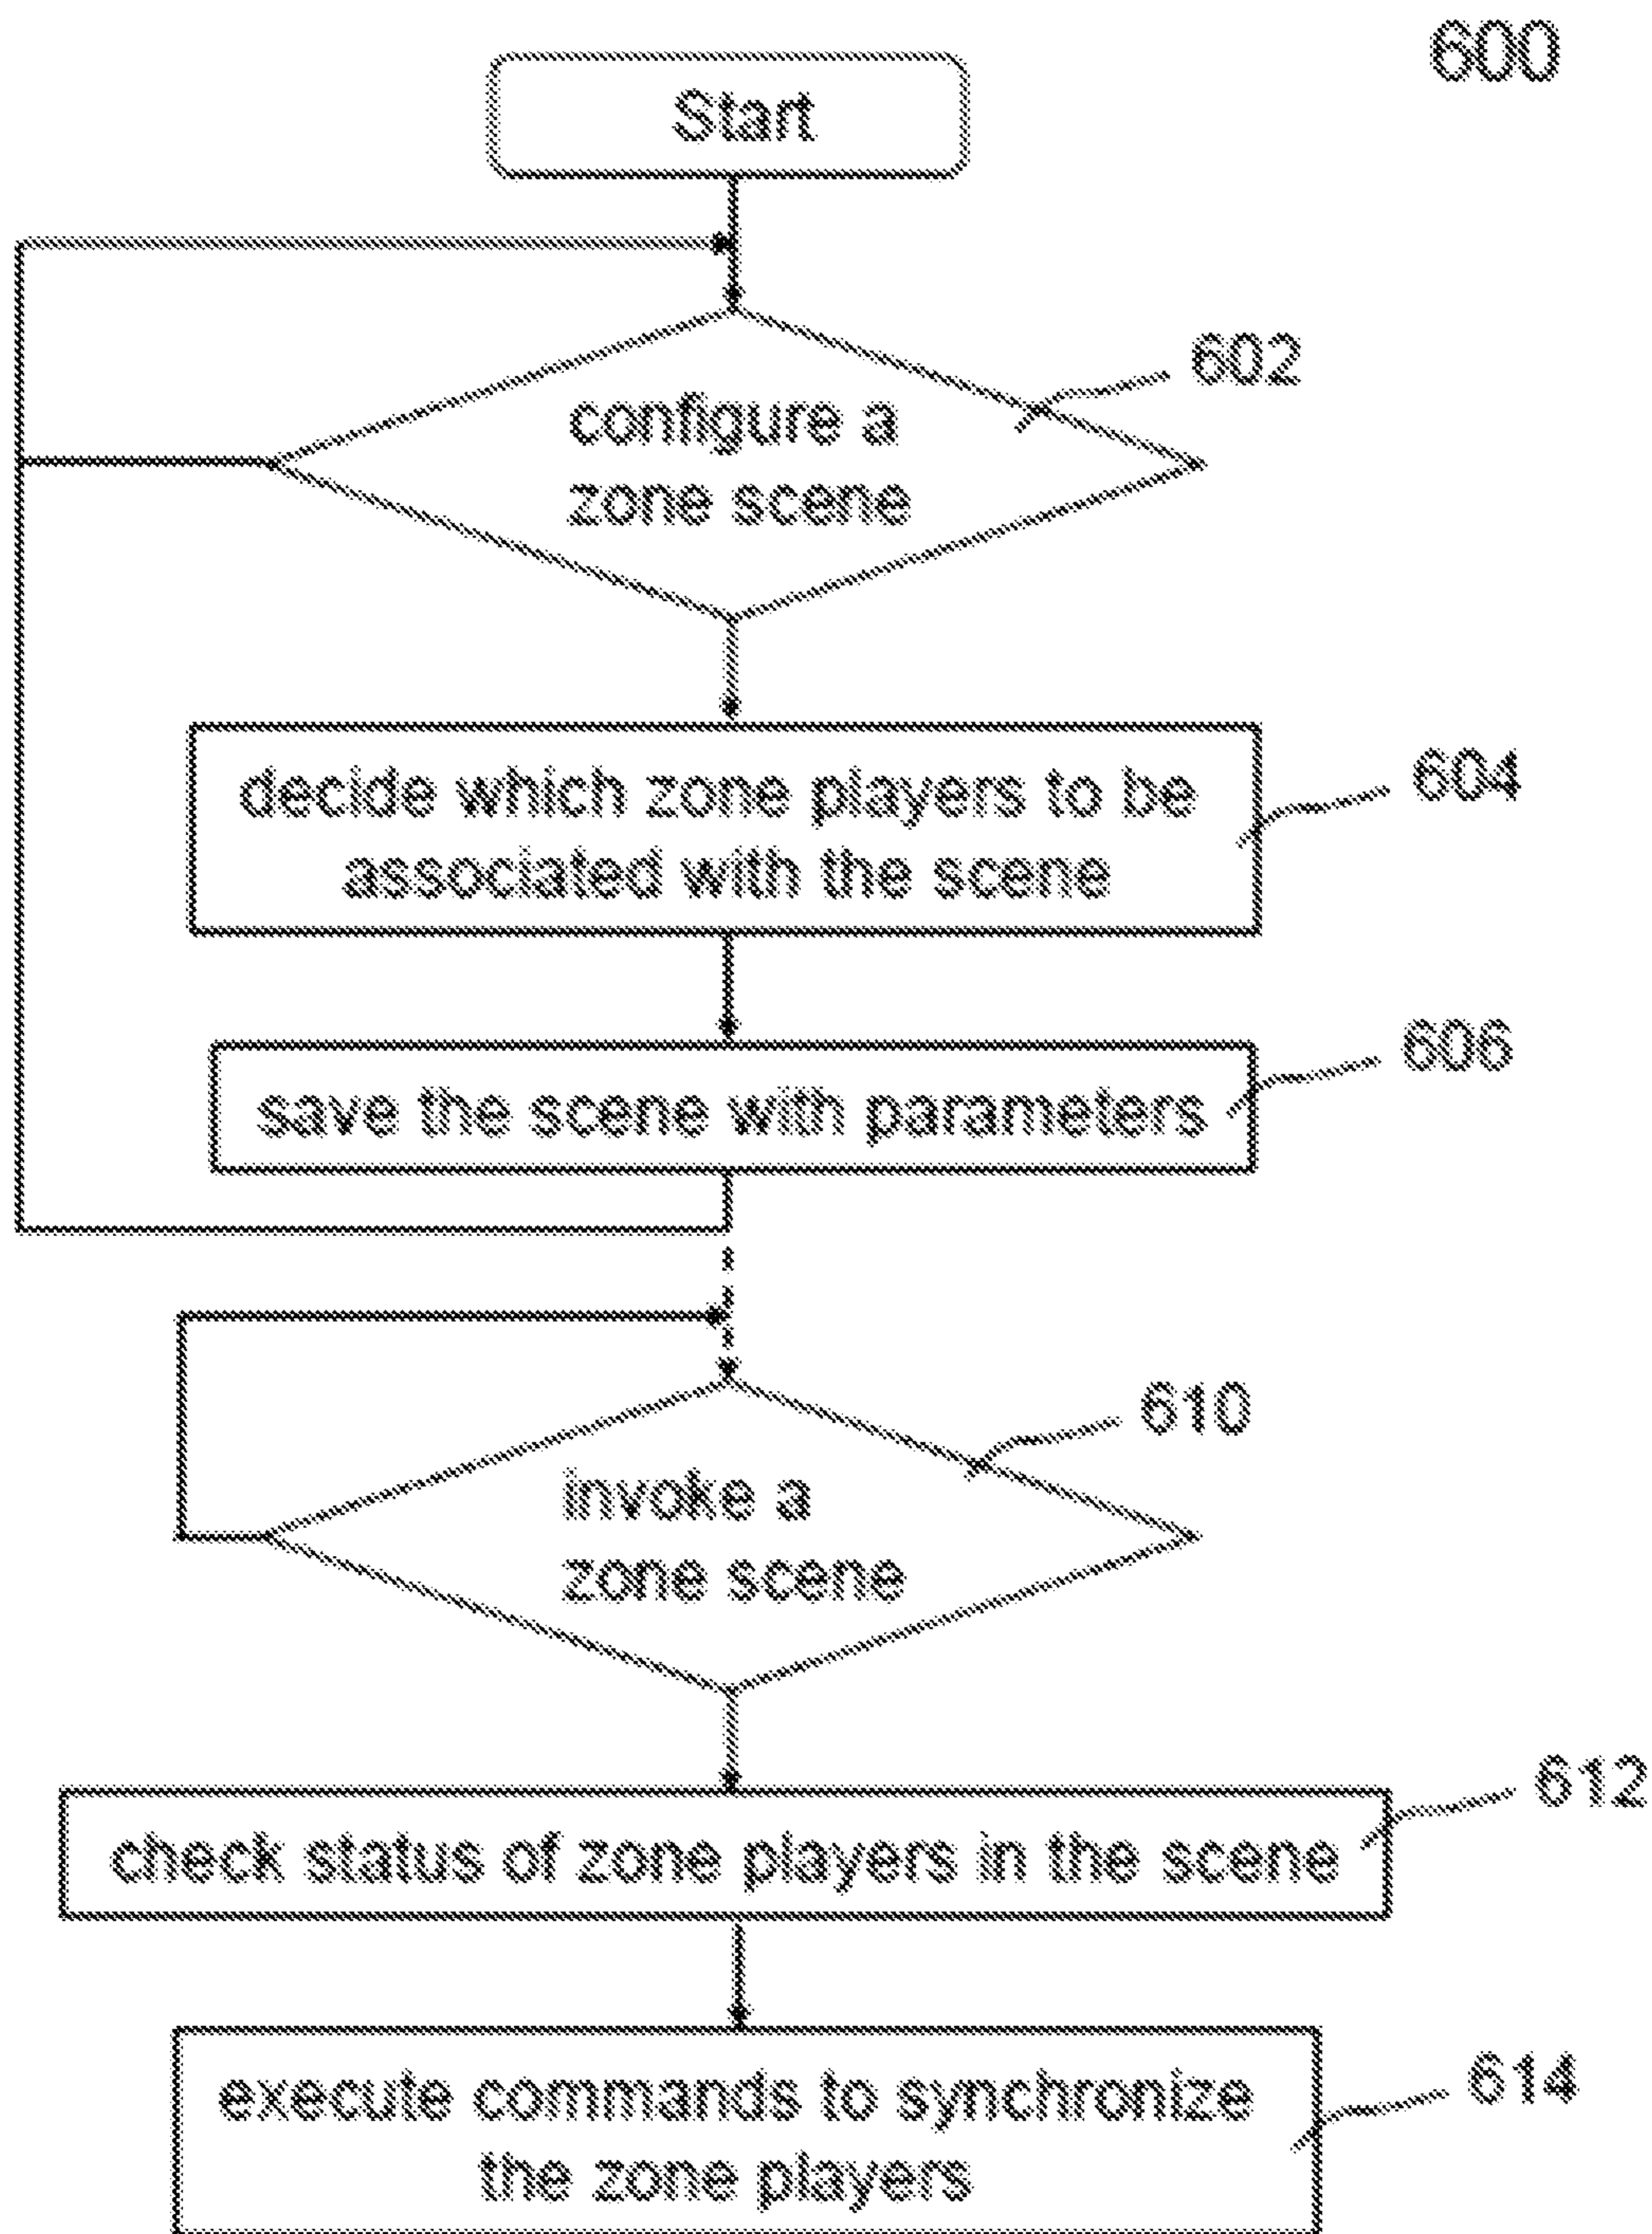 600
Start
602
configure a
zone scene
604
decide which zone players to be
associated with the scene
606
save the scene with parameters
610
invoke a
zone scene
612
check status of zone players in the scene
614
execute commands to synchronize
the zone players